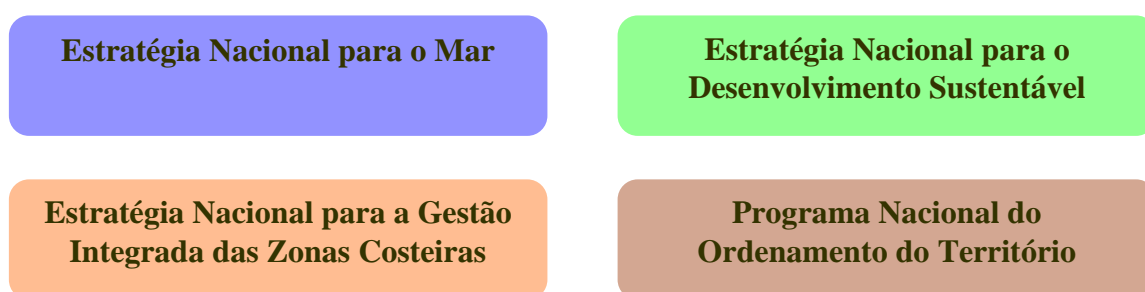 Estratégia Nacional para o Mar
Estratégia Nacional para o
Desenvolvimento Sustentável
Estratégia Nacional para a Gestão
Integrada das Zonas Costeiras
Programa Nacional do
Ordenamento do Território